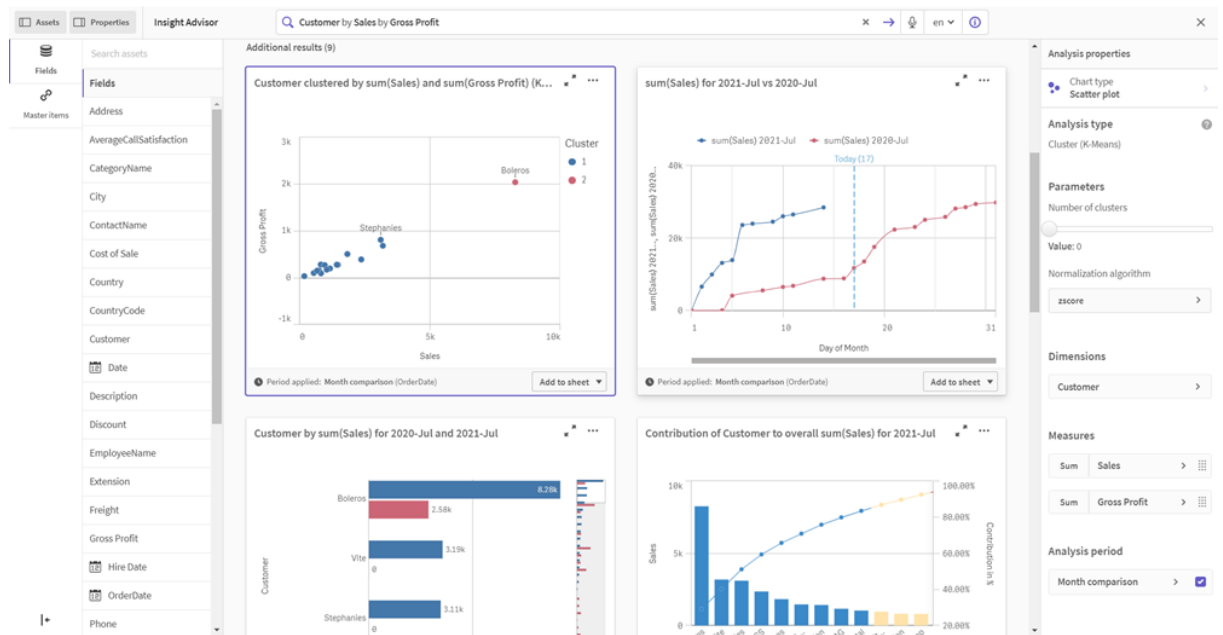 Assets
Properties
Insight Advisor
Customer by Sales by Gross Profit
en
Fields
Master items
Search assets
Fields
Address
AverageCallSatisfaction
CategoryName
City
ContactName
Cost of Sale
Country
CountryCode
Customer
Date
Description
Discount
EmployeeName
Extension
Freight
Gross Profit
Hire Date
OrderDate
Phone
Additional results (9)
Customer clustered by sum(Sales) and sum(Gross Profit) (K...
Cluster
1
2
3k
2k
1k
0
-1k
Gross Profit
Boleros
Stephanies
0
5k
10k
Sales
Period applied: Month comparison (OrderDate)
Add to sheet
sum(Sales) for 2021-Jul vs 2020-Jul
sum(Sales) 2021-Jul
sum(Sales) 2020-Jul
Today (17)
40k
20k
0
sum(Sales) 2021..., sum(Sales) 2020...
1
10
20
31
Day of Month
Period applied: Month comparison (OrderDate)
Add to sheet
Customer by sum(Sales) for 2020-Jul and 2021-Jul
Customer
Boleros
8.28k
2.58k
Vite
3.19k
0
Stephanies
3.11k
0
Contribution of Customer to overall sum(Sales) for 2021-Jul
10k
5k
0
Sales
100.00%
80.00%
60.00%
40.00%
20.00%
Contribution in %
Analysis properties
Chart type
Scatter plot
Analysis type
Cluster (K-Means)
Parameters
Number of clusters
Value: 0
Normalization algorithm
zscore
Dimensions
Customer
Measures
Sum
Sales
Sum
Gross Profit
Analysis period
Month comparison